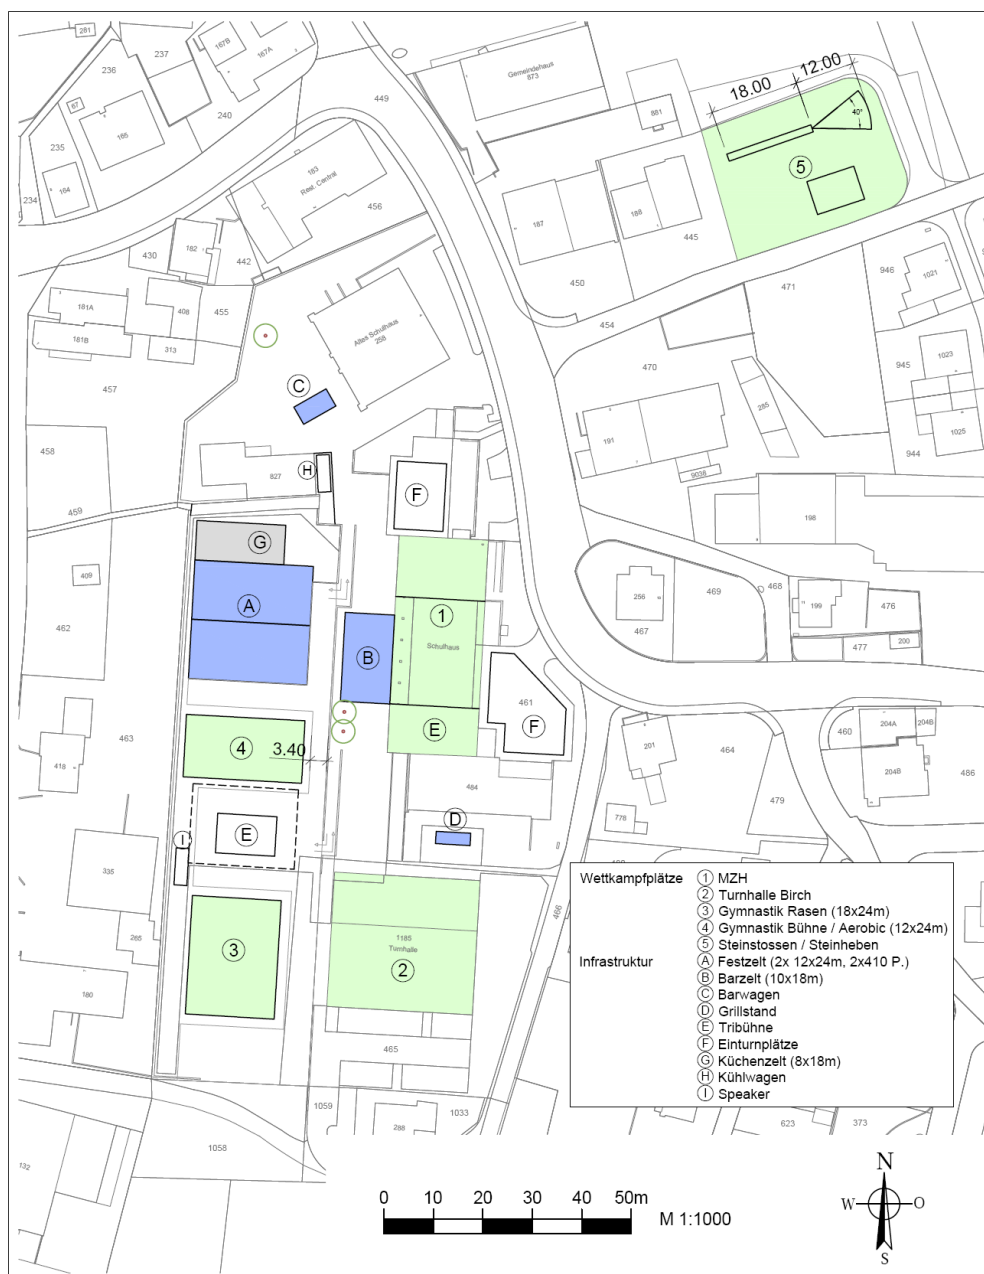 281
237
167B
167A
236
67
165
240
235
164
234
449
Gemeindehaus
873
881
18.00
12.00
40°
5
183
Rest. Central
456
182
430
442
187
188
445
450
454
471
946
1021
181A
408
455
181B
313
Altes Schulhaus
258
C
457
470
945
1023
285
191
1025
944
9038
458
H
827
F
459
198
G
409
A
462
1
Schulhaus
B
256
469
468
467
199
476
477
200
461
F
E
463
4
3.40
418
201
464
460
204A
204B
204B
486
484
479
D
778
E
I
335
265
466
3
1185
Turnhalle
2
180
465
1059
288
1033
1058
132
623
373
Wettkampfplätze
1 MZH
2 Turnhalle Birch
3 Gymnastik Rasen (18x24m)
4 Gymnastik Bühne / Aerobic (12x24m)
5 Steinstossen / Steinheben
Infrastruktur
A Festzelt (2x 12x24m, 2x410 P.)
B Barzelt (10x18m)
C Barwagen
D Grillstand
E Tribühne
F Einturnplätze
G Küchenzelt (8x18m)
H Kühlwagen
I Speaker
0 10 20 30 40 50m
M 1:1000
N
W O
S